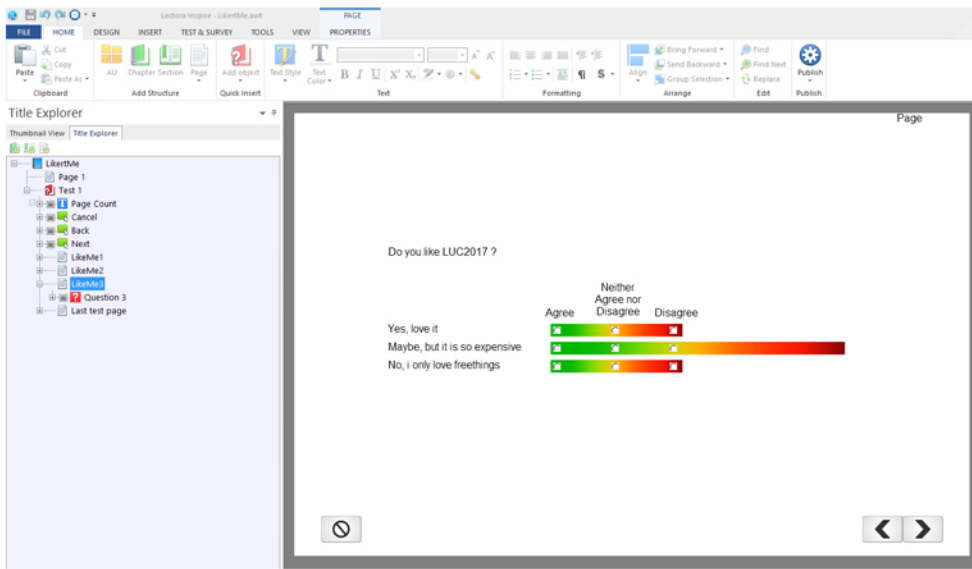 Lectora Inspire - LikertMe.awt
PAGE
FILE HOME DESIGN INSERT TEST & SURVEY TOOLS VIEW PROPERTIES
Paste
Cut
Copy
Paste As
Clipboard
AU Chapter Section Page
Add Structure
Add object
Quick Insert
Text Style
Text Color
B I U X² X₂
Text
Formatting
Align
Bring Forward
Send Backward
Group Selection
Arrange
Find
Find Next
Replace
Edit
Publish
Publish
Title Explorer
Thumbnail View Title Explorer
LikertMe
Page 1
Test 1
Page Count
Cancel
Back
Next
LikeMe1
LikeMe2
LikeMe3
Question 3
Last test page
Page
Do you like LUC2017 ?
Neither
Agree nor
Agree Disagree Disagree
Yes, love it
Maybe, but it is so expensive
No, i only love freethings